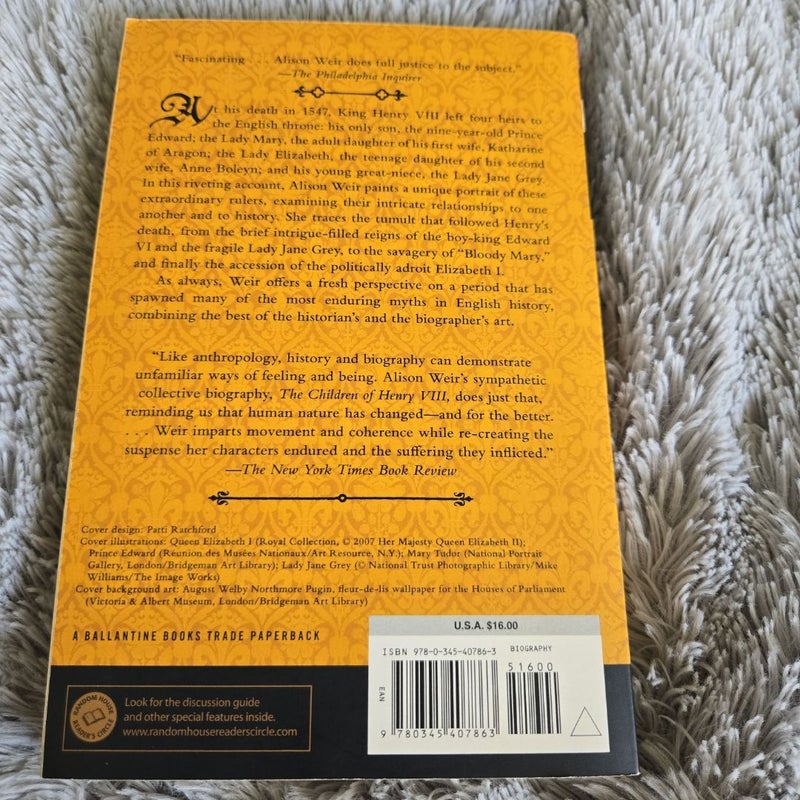 “Fascinating . . . Alison Weir does full justice to the subject.”
—The Philadelphia Inquirer
At his death in 1547, King Henry VIII left four heirs to
the English throne: his only son, the nine-year-old Prince
Edward; the Lady Mary, the adult daughter of his first wife, Katharine
of Aragon; the Lady Elizabeth, the teenage daughter of his second
wife, Anne Boleyn; and his young great-niece, the Lady Jane Grey.
In this riveting account, Alison Weir paints a unique portrait of these
extraordinary rulers, examining their intricate relationships to one
another and to history. She traces the tumult that followed Henry’s
death, from the brief intrigue-filled reigns of the boy-king Edward
VI and the fragile Lady Jane Grey, to the savagery of “Bloody Mary,”
and finally the accession of the politically adroit Elizabeth I.
As always, Weir offers a fresh perspective on a period that has
spawned many of the most enduring myths in English history,
combining the best of the historian’s and the biographer’s art.
“Like anthropology, history and biography can demonstrate
unfamiliar ways of feeling and being. Alison Weir’s sympathetic
collective biography, The Children of Henry VIII, does just that,
reminding us that human nature has changed—and for the better.
. . . Weir imparts movement and coherence while re-creating the
suspense her characters endured and the suffering they inflicted.”
—The New York Times Book Review
Cover design: Patti Ratchford
Cover illustrations: Queen Elizabeth I (Royal Collection, © 2007 Her Majesty Queen Elizabeth II);
Prince Edward (Réunion des Musées Nationaux/Art Resource, N.Y.); Mary Tudor (National Portrait
Gallery, London/Bridgeman Art Library); Lady Jane Grey (© National Trust Photographic Library/Mike
Williams/The Image Works)
Cover background art: August Welby Northmore Pugin, fleur-de-lis wallpaper for the Houses of Parliament
(Victoria & Albert Museum, London/Bridgeman Art Library)
A BALLANTINE BOOKS TRADE PAPERBACK
U.S.A. $16.00
ISBN 978-0-345-40786-3
BIOGRAPHY
51600
EAN
9 780345 407863
RANDOM HOUSE
READER'S CIRCLE
Look for the discussion guide
and other special features inside.
www.randomhousereaderscircle.com